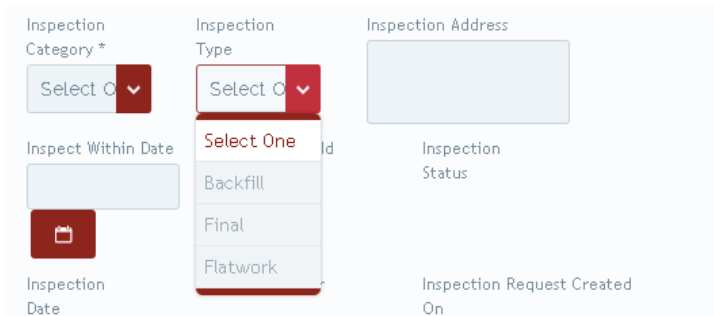 Inspection
Category *
Inspection
Type
Inspection Address
Select O
Select O
Select One
Backfill
Final
Flatwork
Inspect Within Date
ld
Inspection
Status
Inspection
Date
r
Inspection Request Created
On